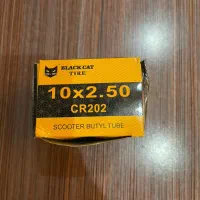 BLACK CAT
TIRE
10x2.50
CR202
SCOOTER BUTYL TUBE